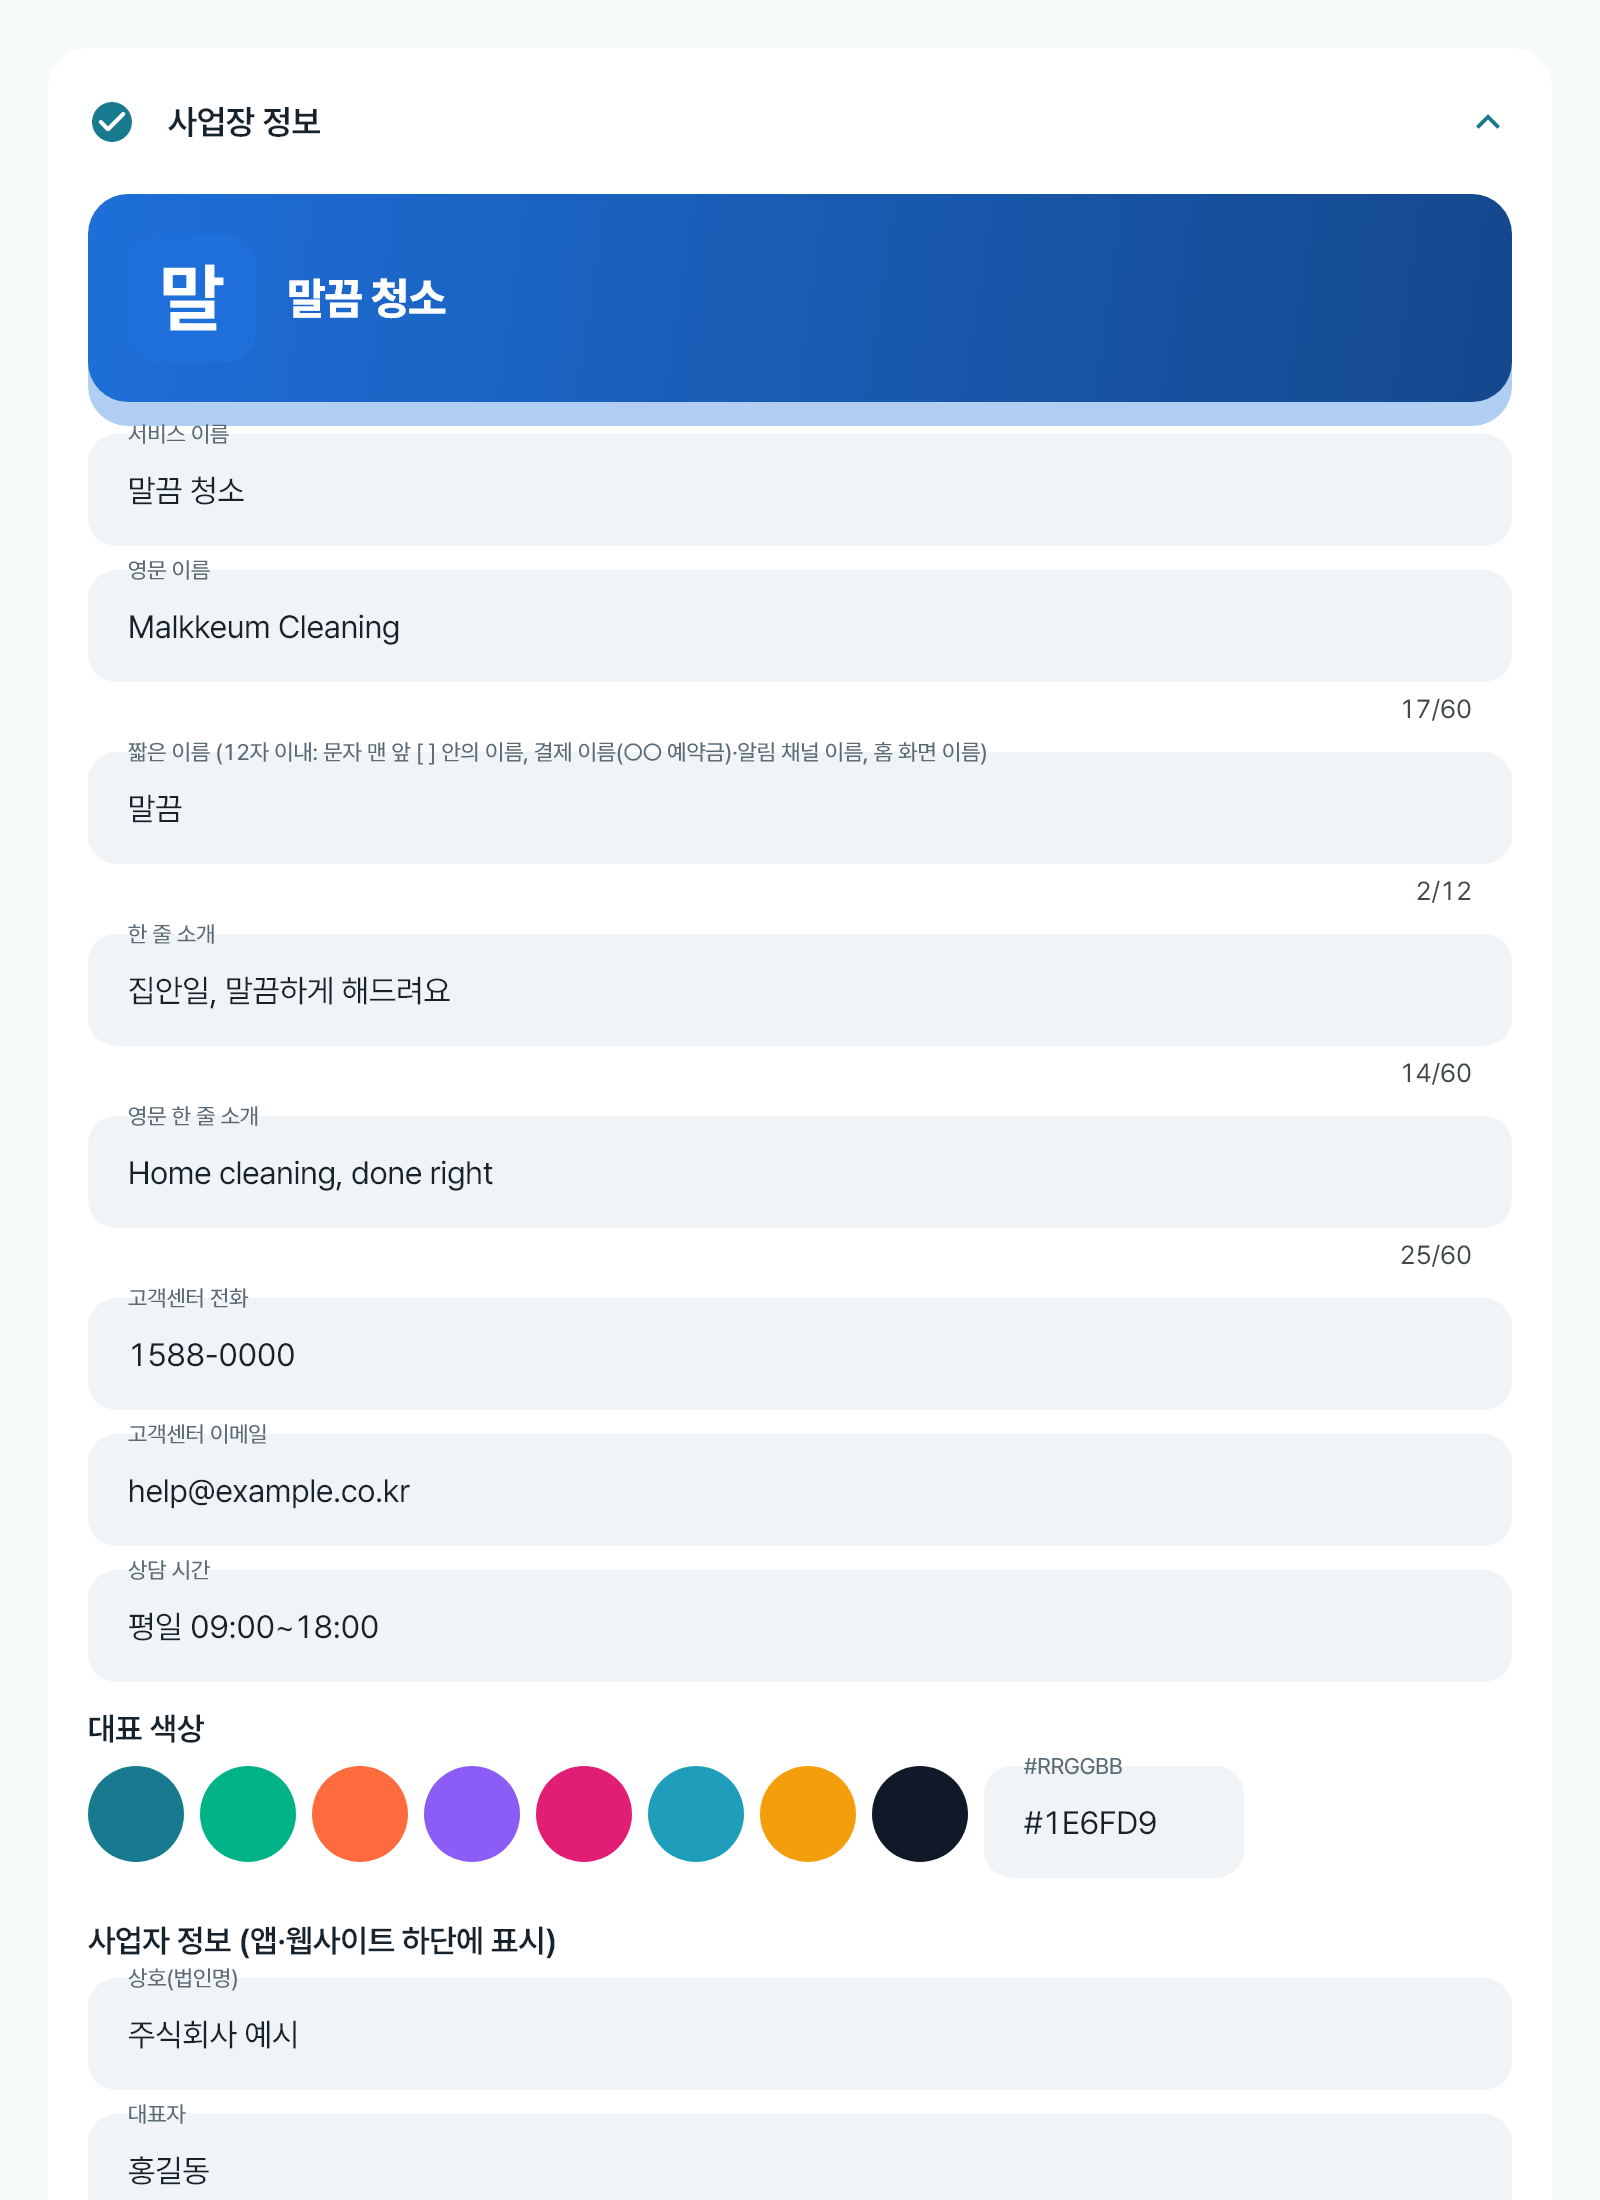 사업장 정보
말
말끔 청소
서비스 이름
말끔 청소
영문 이름
Malkkeum Cleaning
17/60
짧은 이름 (12자 이내: 문자 맨 앞 [ ] 안의 이름, 결제 이름(○○ 예약금)·알림 채널 이름, 홈 화면 이름)
말끔
2/12
한 줄 소개
집안일, 말끔하게 해드려요
14/60
영문 한 줄 소개
Home cleaning, done right
25/60
고객센터 전화
1588-0000
고객센터 이메일
help@example.co.kr
상담 시간
평일 09:00~18:00
대표 색상
#RRGGBB
#1E6FD9
사업자 정보 (앱·웹사이트 하단에 표시)
상호(법인명)
주식회사 예시
대표자
홍길동